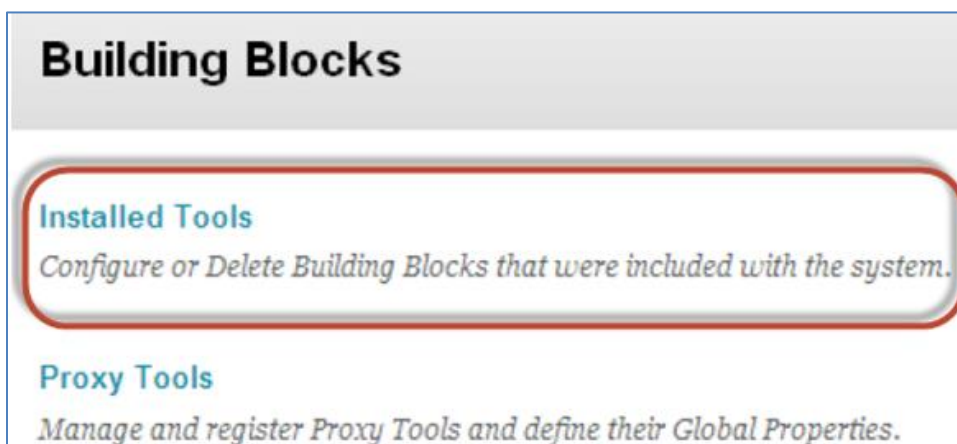 Building Blocks
Installed Tools
Configure or Delete Building Blocks that were included with the system.
Proxy Tools
Manage and register Proxy Tools and define their Global Properties.